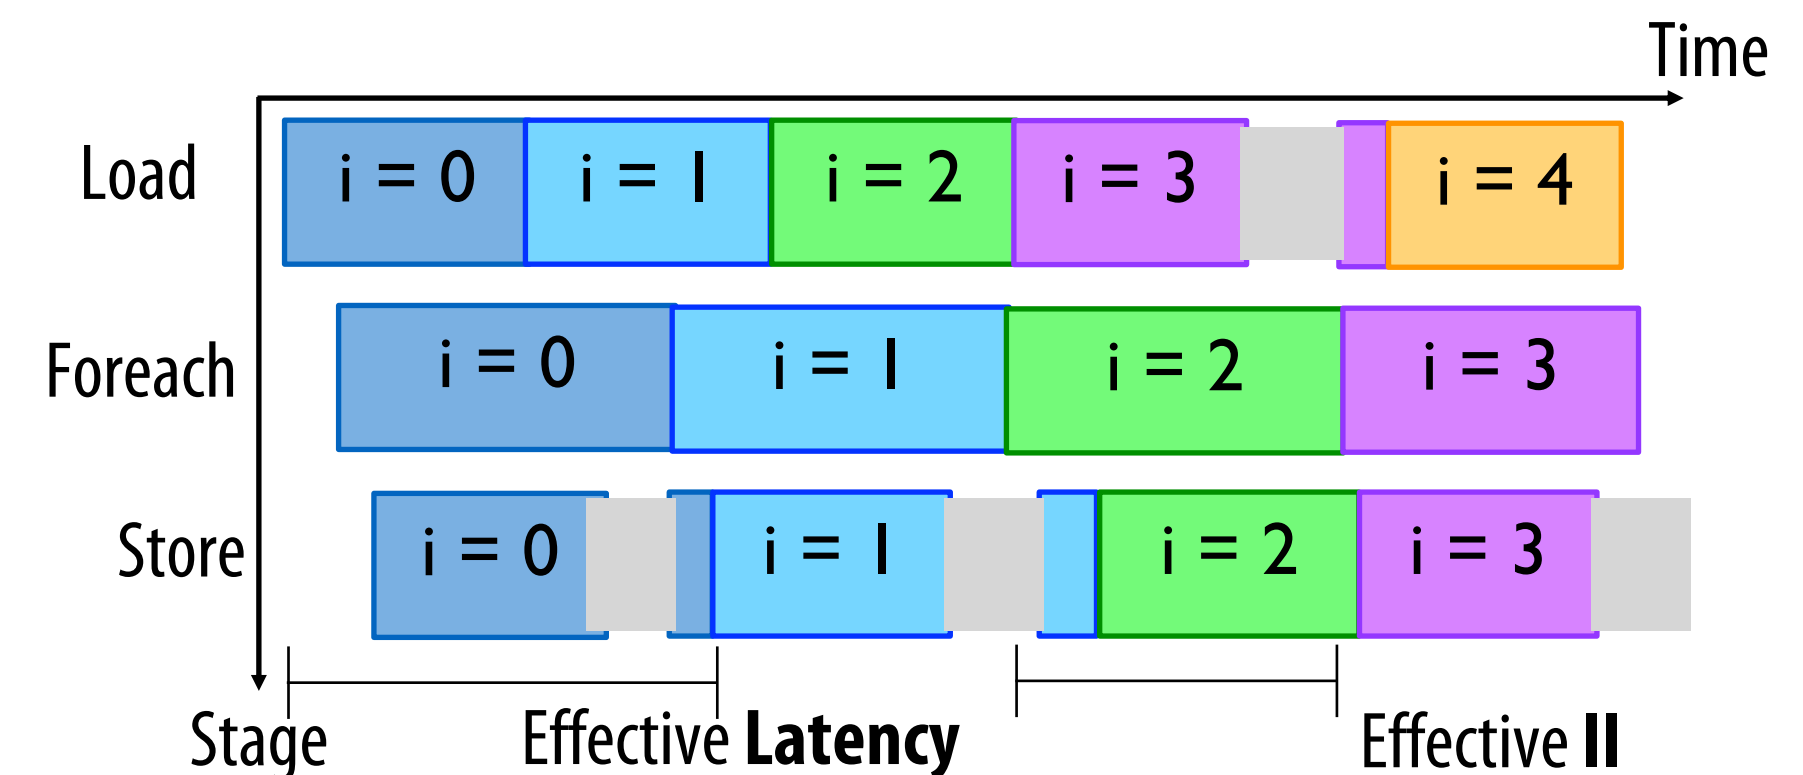 Time
Load
i = 0
i = 1
i = 2
i = 3
i = 4
Foreach
i = 0
i = 1
i = 2
i = 3
Store
i = 0
i = 1
i = 2
i = 3
Stage
Effective Latency
Effective II